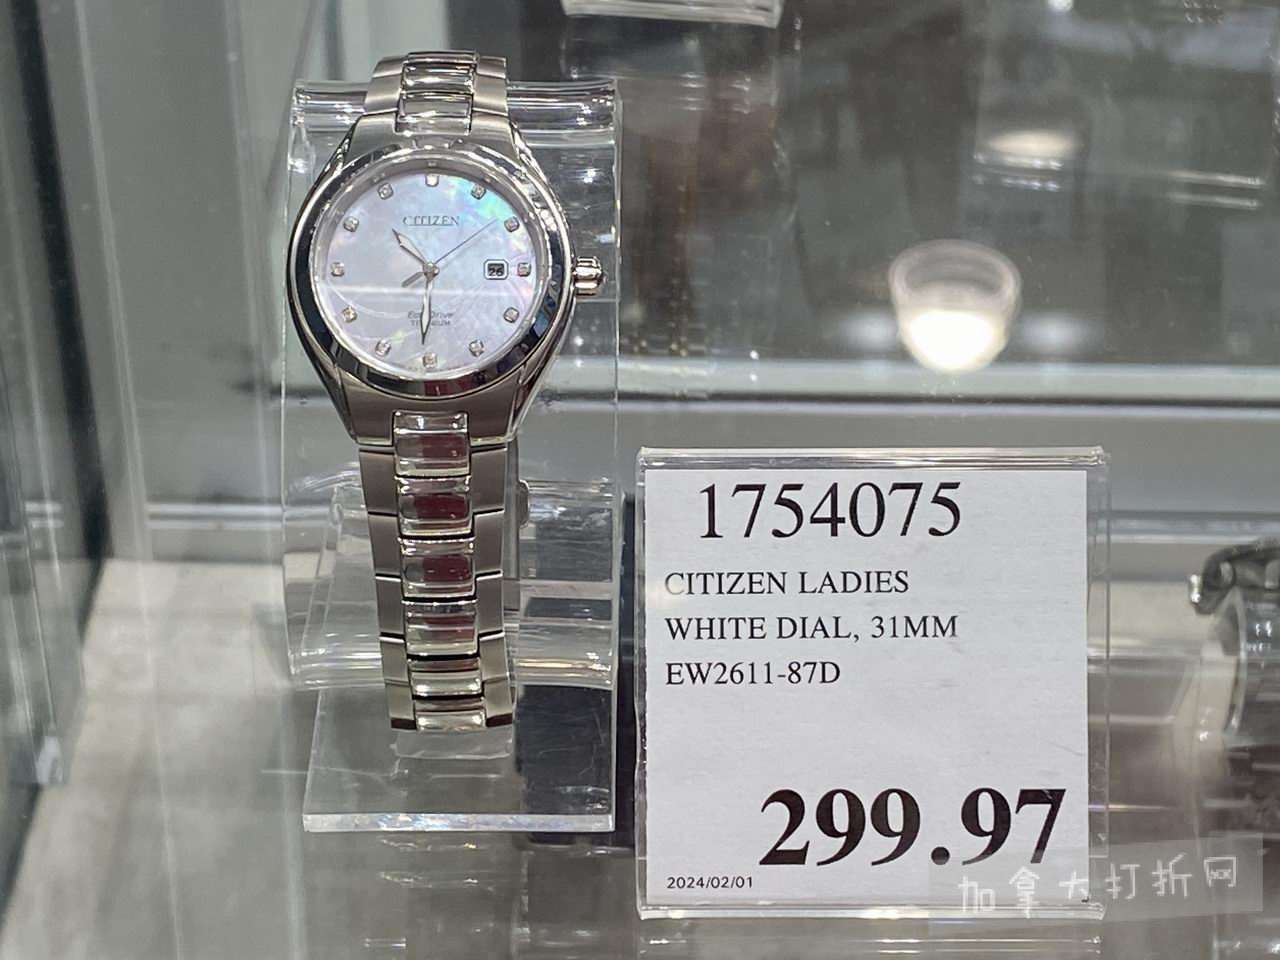 CITIZEN
26
Eco-Drive
TITANIUM
1754075
CITIZEN LADIES
WHITE DIAL, 31MM
EW2611-87D
299.97
2024/02/01
加拿大打折网